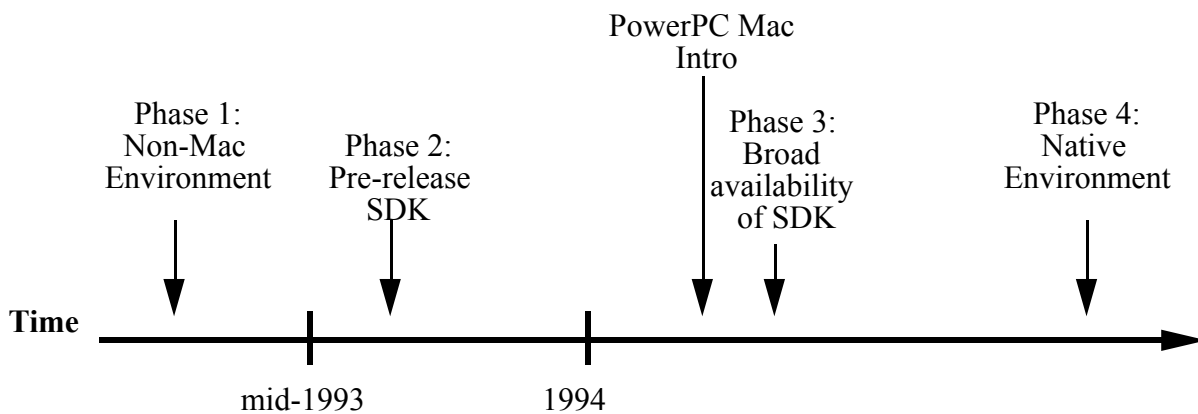 PowerPC Mac
Intro
Phase 1:
Non-Mac
Environment
Phase 2:
Pre-release
SDK
Phase 3:
Broad
availability
of SDK
Phase 4:
Native
Environment
Time
mid-1993
1994